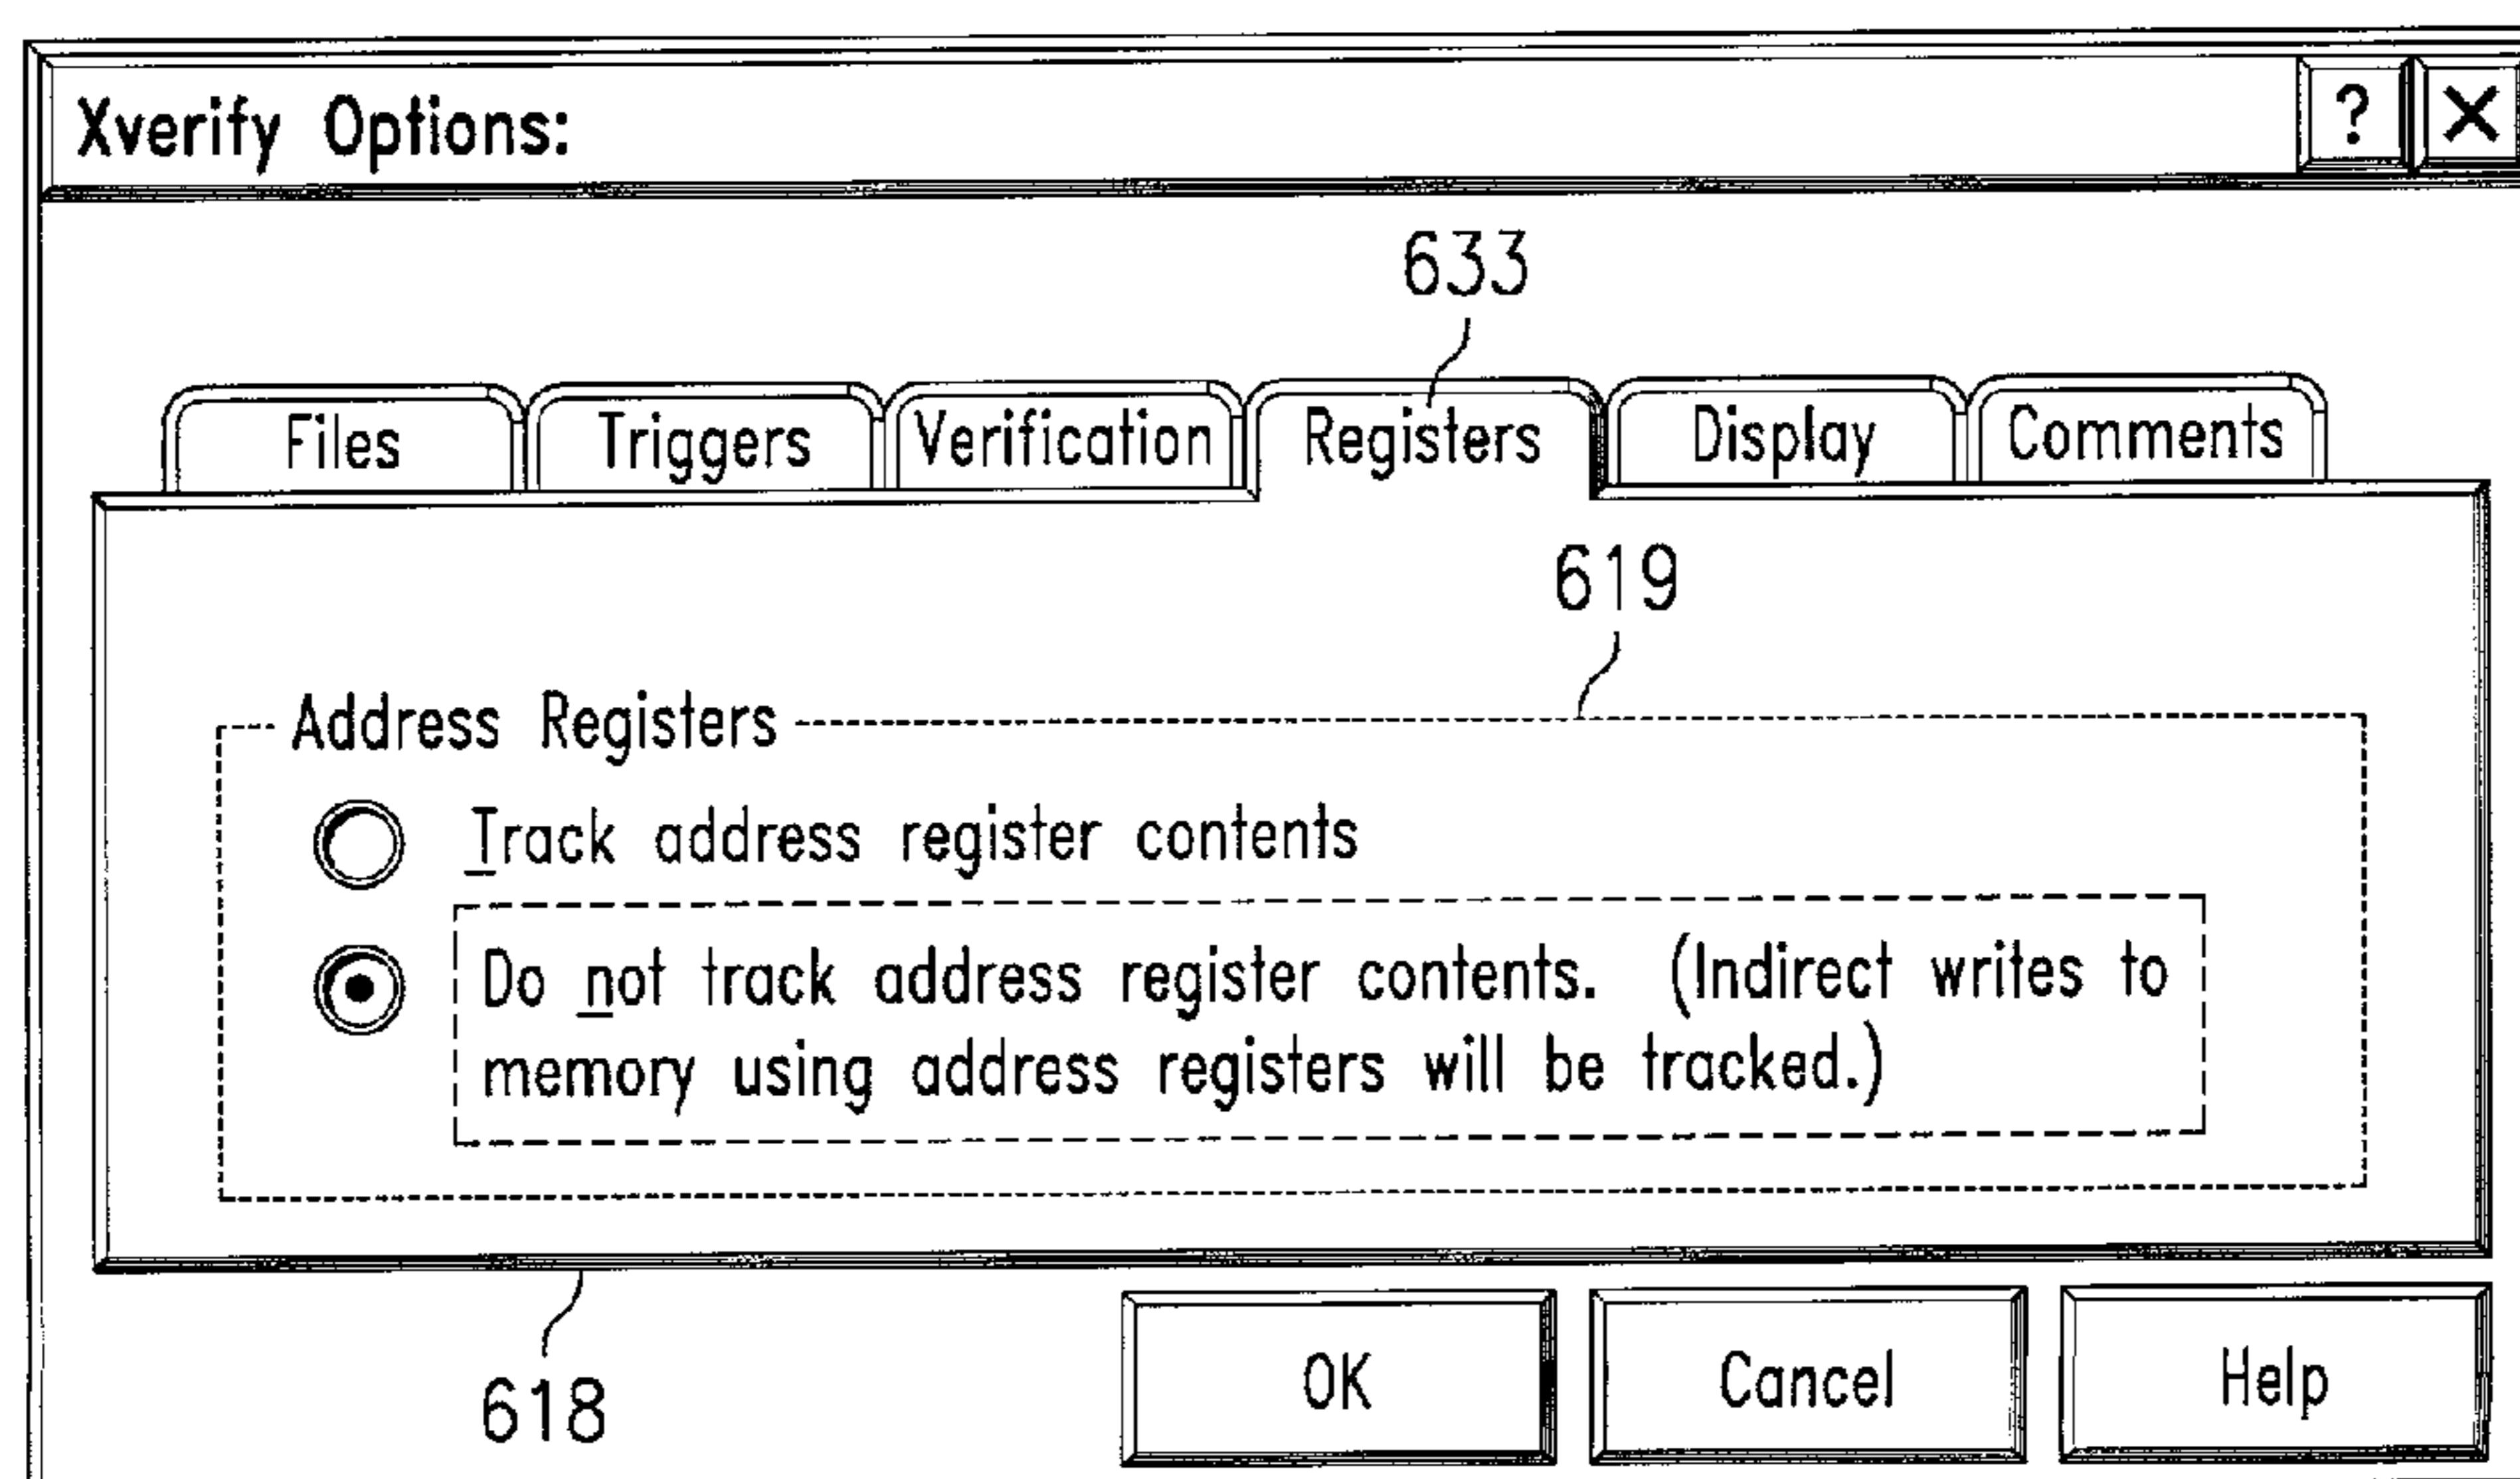 Xverify Options: ? X
633
Files Triggers Verification Registers Display Comments
619
Address Registers
Track address register contents
Do not track address register contents. (Indirect writes to
memory using address registers will be tracked.)
618
OK Cancel Help